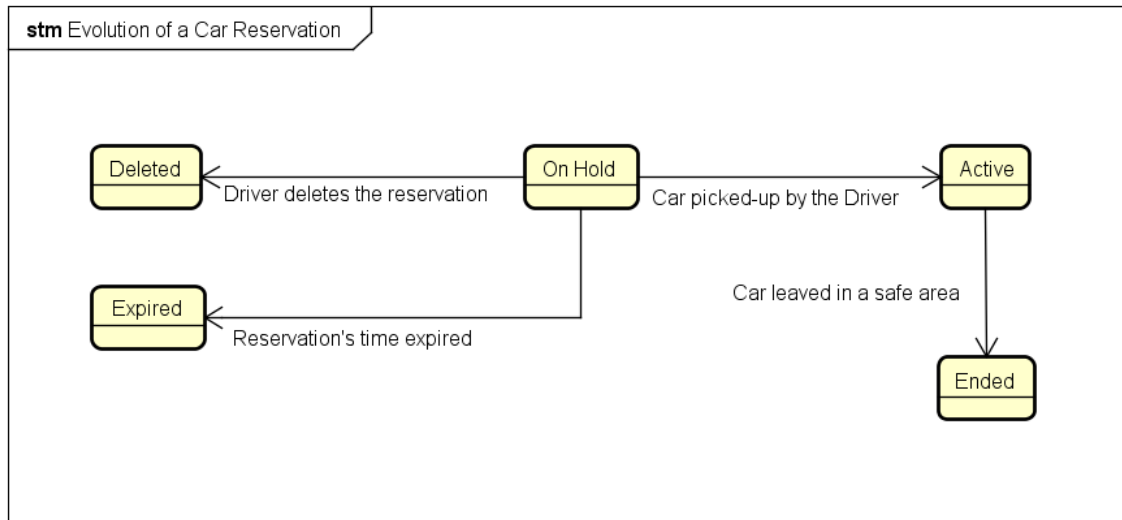 stm Evolution of a Car Reservation
Deleted
On Hold
Active
Driver deletes the reservation
Car picked-up by the Driver
Expired
Car leaved in a safe area
Reservation's time expired
Ended